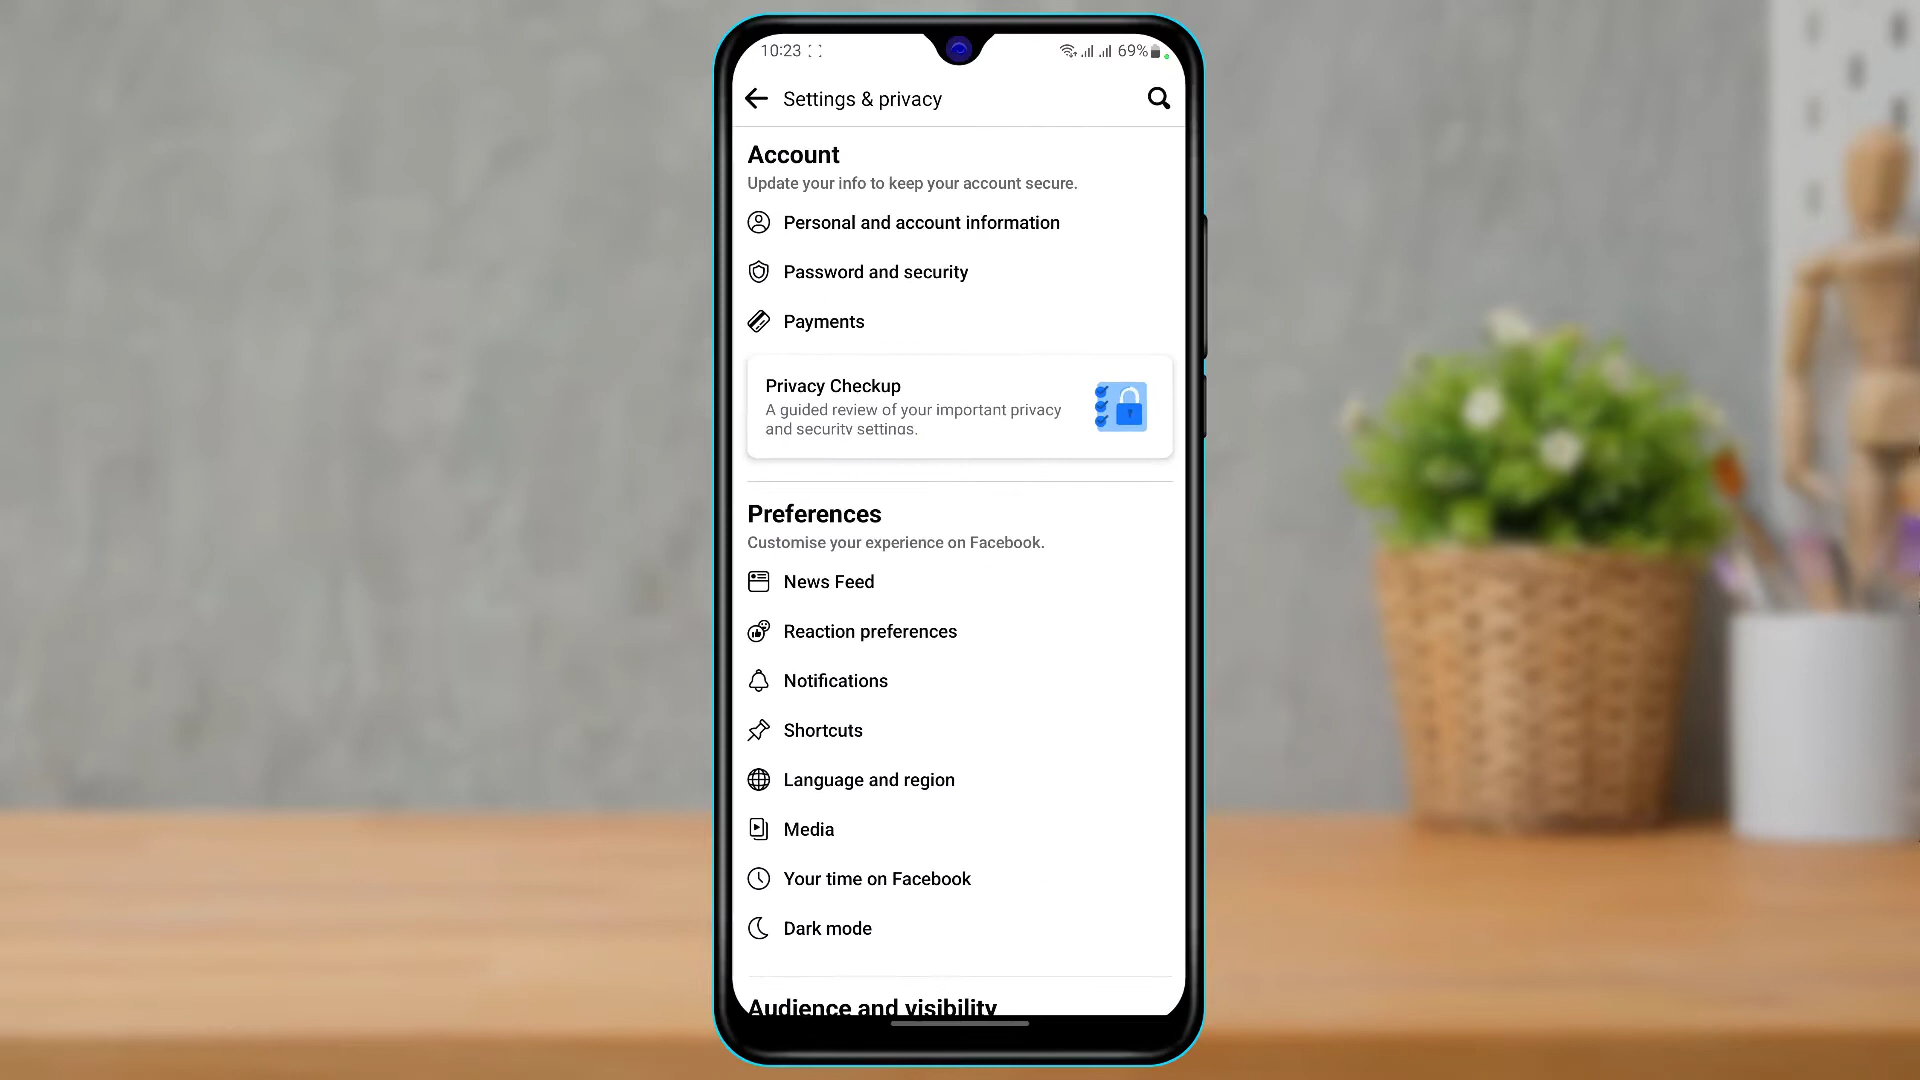 10:23
69%
Settings & privacy
Account
Update your info to keep your account secure.
Personal and account information
Password and security
Payments
Privacy Checkup
A guided review of your important privacy
and security settings.
Preferences
Customise your experience on Facebook.
News Feed
Reaction preferences
Notifications
Shortcuts
Language and region
Media
Your time on Facebook
Dark mode
Audience and visibility